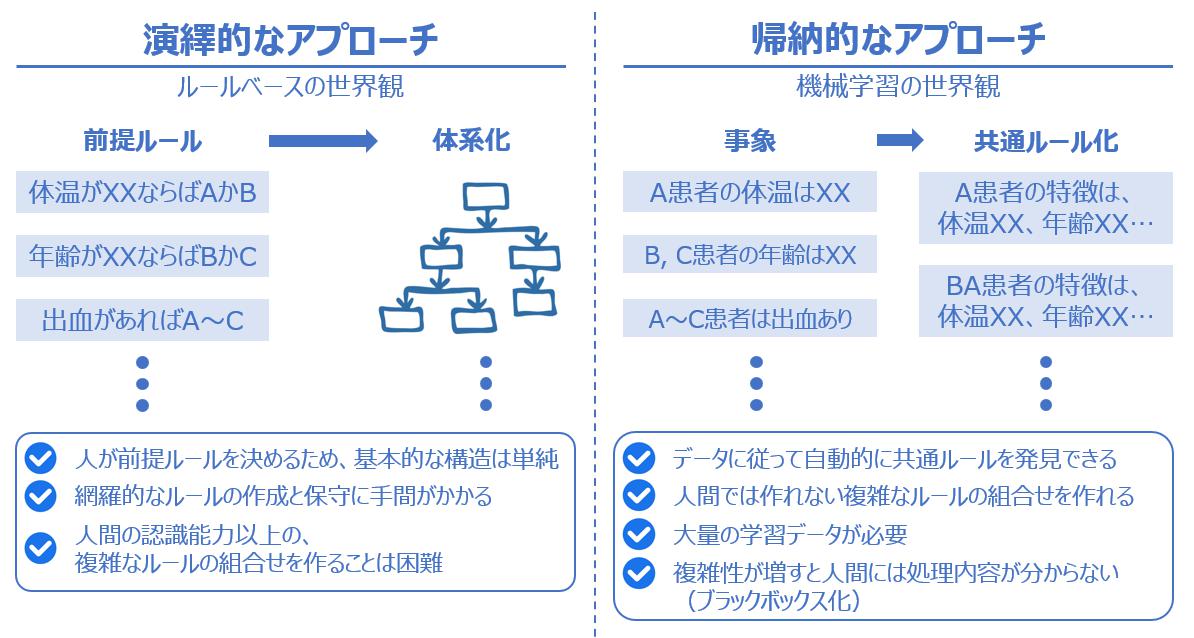 演繹的なアプローチ
ルールベースの世界観
前提ルール
体系化
体温がXXならばAかB
年齢がXXならばBかC
出血があればA～C
人が前提ルールを決めるため、基本的な構造は単純
網羅的なルールの作成と保守に手間がかかる
人間の認識能力以上の、
複雑なルールの組合せを作ることは困難
帰納的なアプローチ
機械学習の世界観
事象
共通ルール化
A患者の体温はXX
B, C患者の年齢はXX
A～C患者は出血あり
A患者の特徴は、
体温XX、年齢XX…
BA患者の特徴は、
体温XX、年齢XX…
データに従って自動的に共通ルールを発見できる
人間では作れない複雑なルールの組合せを作れる
大量の学習データが必要
複雑性が増すと人間には処理内容が分からない
（ブラックボックス化）